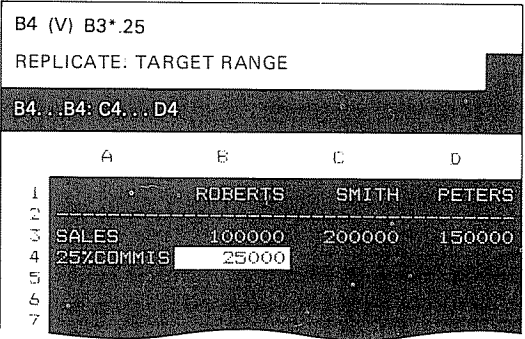 B4 (V) B3*.25
REPLICATE: TARGET RANGE
B4...B4: C4...D4
A B C D
1 ROBERTS SMITH PETERS
2 --------------------------------
3 SALES 100000 200000 150000
4 25%COMMIS 25000
5
6
7